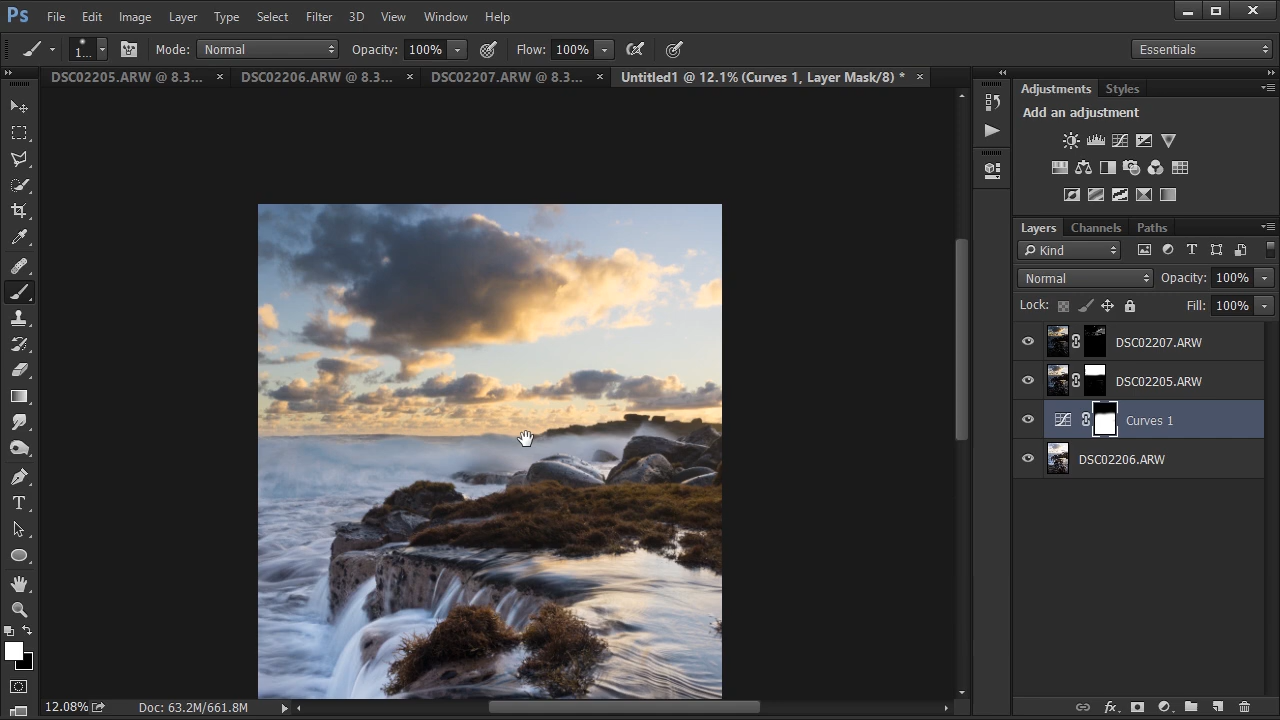 Ps File Edit Image Layer Type Select Filter 3D View Window Help
1... Mode: Normal Opacity: 100% Flow: 100% Essentials
DSC02205.ARW @ 8.3... × DSC02206.ARW @ 8.3... × DSC02207.ARW @ 8.3... × Untitled1 @ 12.1% (Curves 1, Layer Mask/8) * ×
Adjustments Styles
Add an adjustment
Layers Channels Paths
Kind T
Normal Opacity: 100%
Lock: Fill: 100%
DSC02207.ARW
DSC02205.ARW
Curves 1
DSC02206.ARW
T
12.08% Doc: 63.2M/661.8M fx